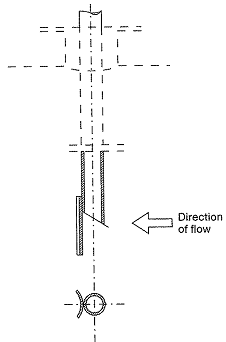 Direction
of flow